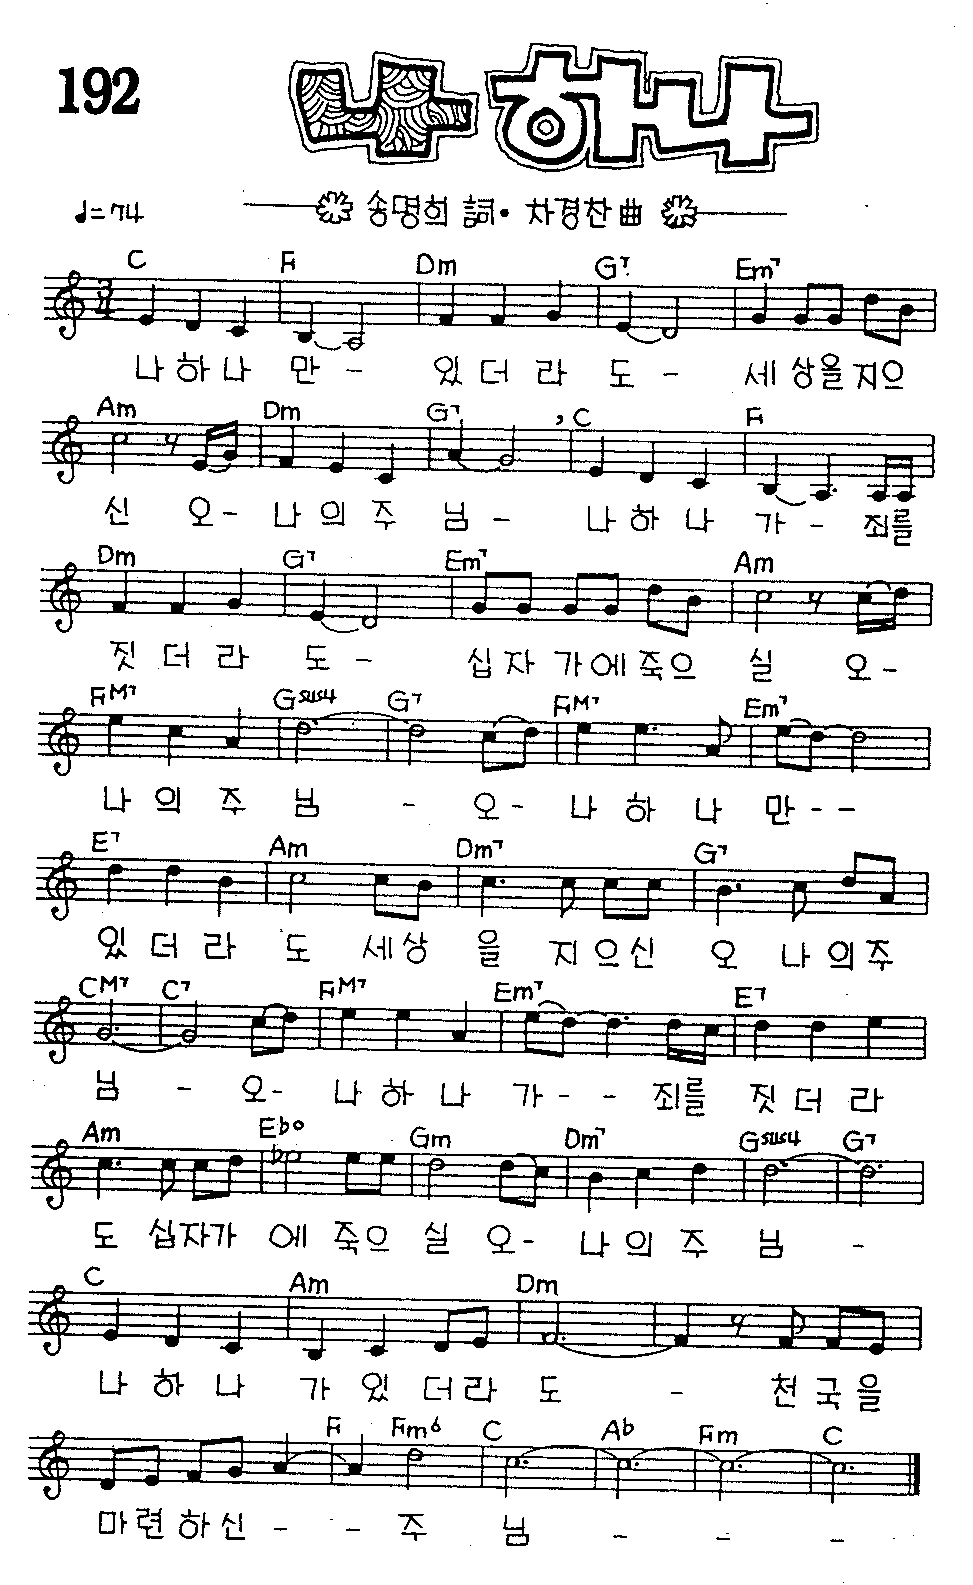 192
나 하나
♩=74
송명희 詞· 차경찬 曲
C F Dm G7 Em7
나 하 나 만 - 있 더 라 도 - 세 상을 지으
Am Dm G7 , C F
신 오 - 나 의 주 님 - 나 하 나 가 - 죄를
Dm G7 Em7 Am
짓 더 라 도 - 십 자 가에죽으 실 오 -
FM7 Gsus4 G7 FM7 Em7
나 의 주 님 - 오 - 나 하 나 만 - -
E7 Am Dm7 G7
있 더 라 도 세 상 을 지 으신 오 나 의 주
CM7 C7 FM7 Em7 E7
님 - 오 - 나 하 나 가 - - 죄를 짓 더 라
Am E♭° Gm Dm7 Gsus4 G7
도 십자가 에 죽으 실 오 - 나 의 주 님 -
C Am Dm
나 하 나 가 있 더 라 도 - 천 국 을
F Fm6 C A♭ Fm C
마 련 하 신 - - 주 님 - - -